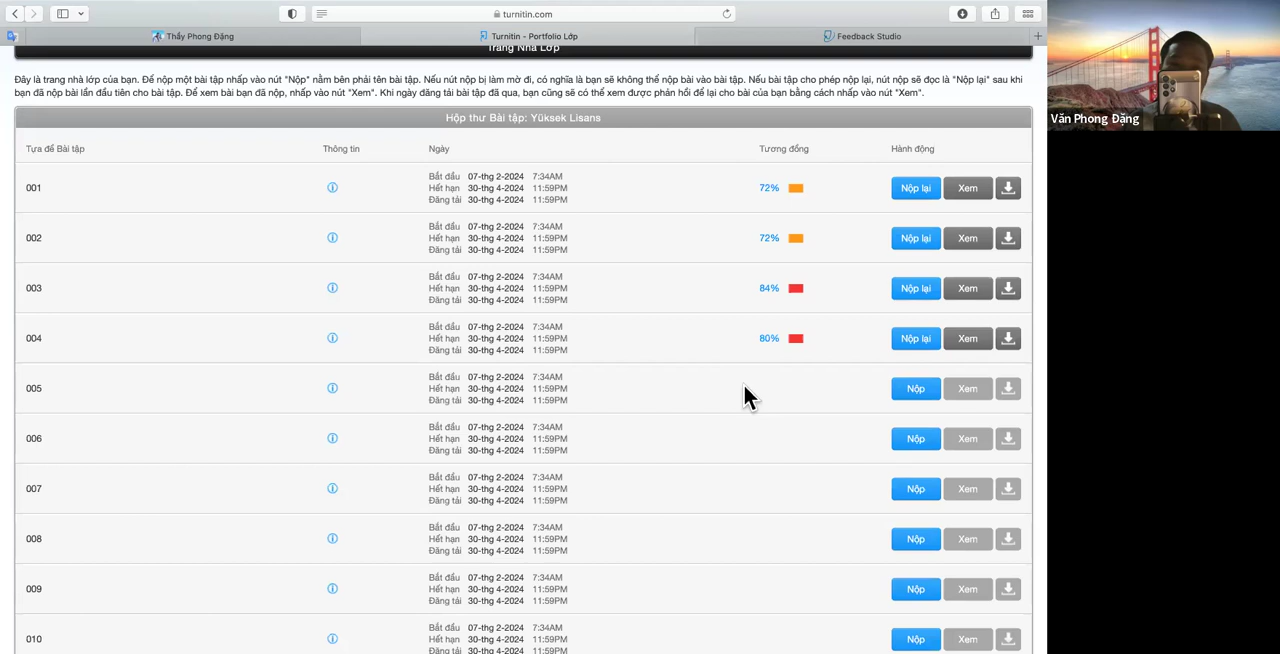 turnitin.com
Thầy Phong Đặng
Turnitin - Portfolio Lớp
Feedback Studio
Trang Nhà Lớp
Đây là trang nhà lớp của bạn. Để nộp một bài tập nhấp vào nút "Nộp" nằm bên phải tên bài tập. Nếu nút nộp bị làm mờ đi, có nghĩa là bạn sẽ không thể nộp bài vào bài tập. Nếu bài tập cho phép nộp lại, nút nộp sẽ đọc là "Nộp lại" sau khi
bạn đã nộp bài lần đầu tiên cho bài tập. Để xem bài bạn đã nộp, nhấp vào nút "Xem". Khi ngày đăng tải bài tập đã qua, bạn cũng sẽ có thể xem được phản hồi để lại cho bài của bạn bằng cách nhấp vào nút "Xem".
Hộp thư Bài tập: Yüksek Lisans
Tựa đề Bài tập Thông tin Ngày Tương đồng Hành động
Bắt đầu 07-thg 2-2024 7:34AM
001 Hết hạn 30-thg 4-2024 11:59PM 72% Nộp lại Xem
Đăng tải 30-thg 4-2024 11:59PM
Bắt đầu 07-thg 2-2024 7:34AM
002 Hết hạn 30-thg 4-2024 11:59PM 72% Nộp lại Xem
Đăng tải 30-thg 4-2024 11:59PM
Bắt đầu 07-thg 2-2024 7:34AM
003 Hết hạn 30-thg 4-2024 11:59PM 84% Nộp lại Xem
Đăng tải 30-thg 4-2024 11:59PM
Bắt đầu 07-thg 2-2024 7:34AM
004 Hết hạn 30-thg 4-2024 11:59PM 80% Nộp lại Xem
Đăng tải 30-thg 4-2024 11:59PM
Bắt đầu 07-thg 2-2024 7:34AM
005 Hết hạn 30-thg 4-2024 11:59PM Nộp Xem
Đăng tải 30-thg 4-2024 11:59PM
Bắt đầu 07-thg 2-2024 7:34AM
006 Hết hạn 30-thg 4-2024 11:59PM Nộp Xem
Đăng tải 30-thg 4-2024 11:59PM
Bắt đầu 07-thg 2-2024 7:34AM
007 Hết hạn 30-thg 4-2024 11:59PM Nộp Xem
Đăng tải 30-thg 4-2024 11:59PM
Bắt đầu 07-thg 2-2024 7:34AM
008 Hết hạn 30-thg 4-2024 11:59PM Nộp Xem
Đăng tải 30-thg 4-2024 11:59PM
Bắt đầu 07-thg 2-2024 7:34AM
009 Hết hạn 30-thg 4-2024 11:59PM Nộp Xem
Đăng tải 30-thg 4-2024 11:59PM
Bắt đầu 07-thg 2-2024 7:34AM
010 Hết hạn 30-thg 4-2024 11:59PM Nộp Xem
Đăng tải 30-thg 4-2024 11:59PM
Văn Phong Đặng